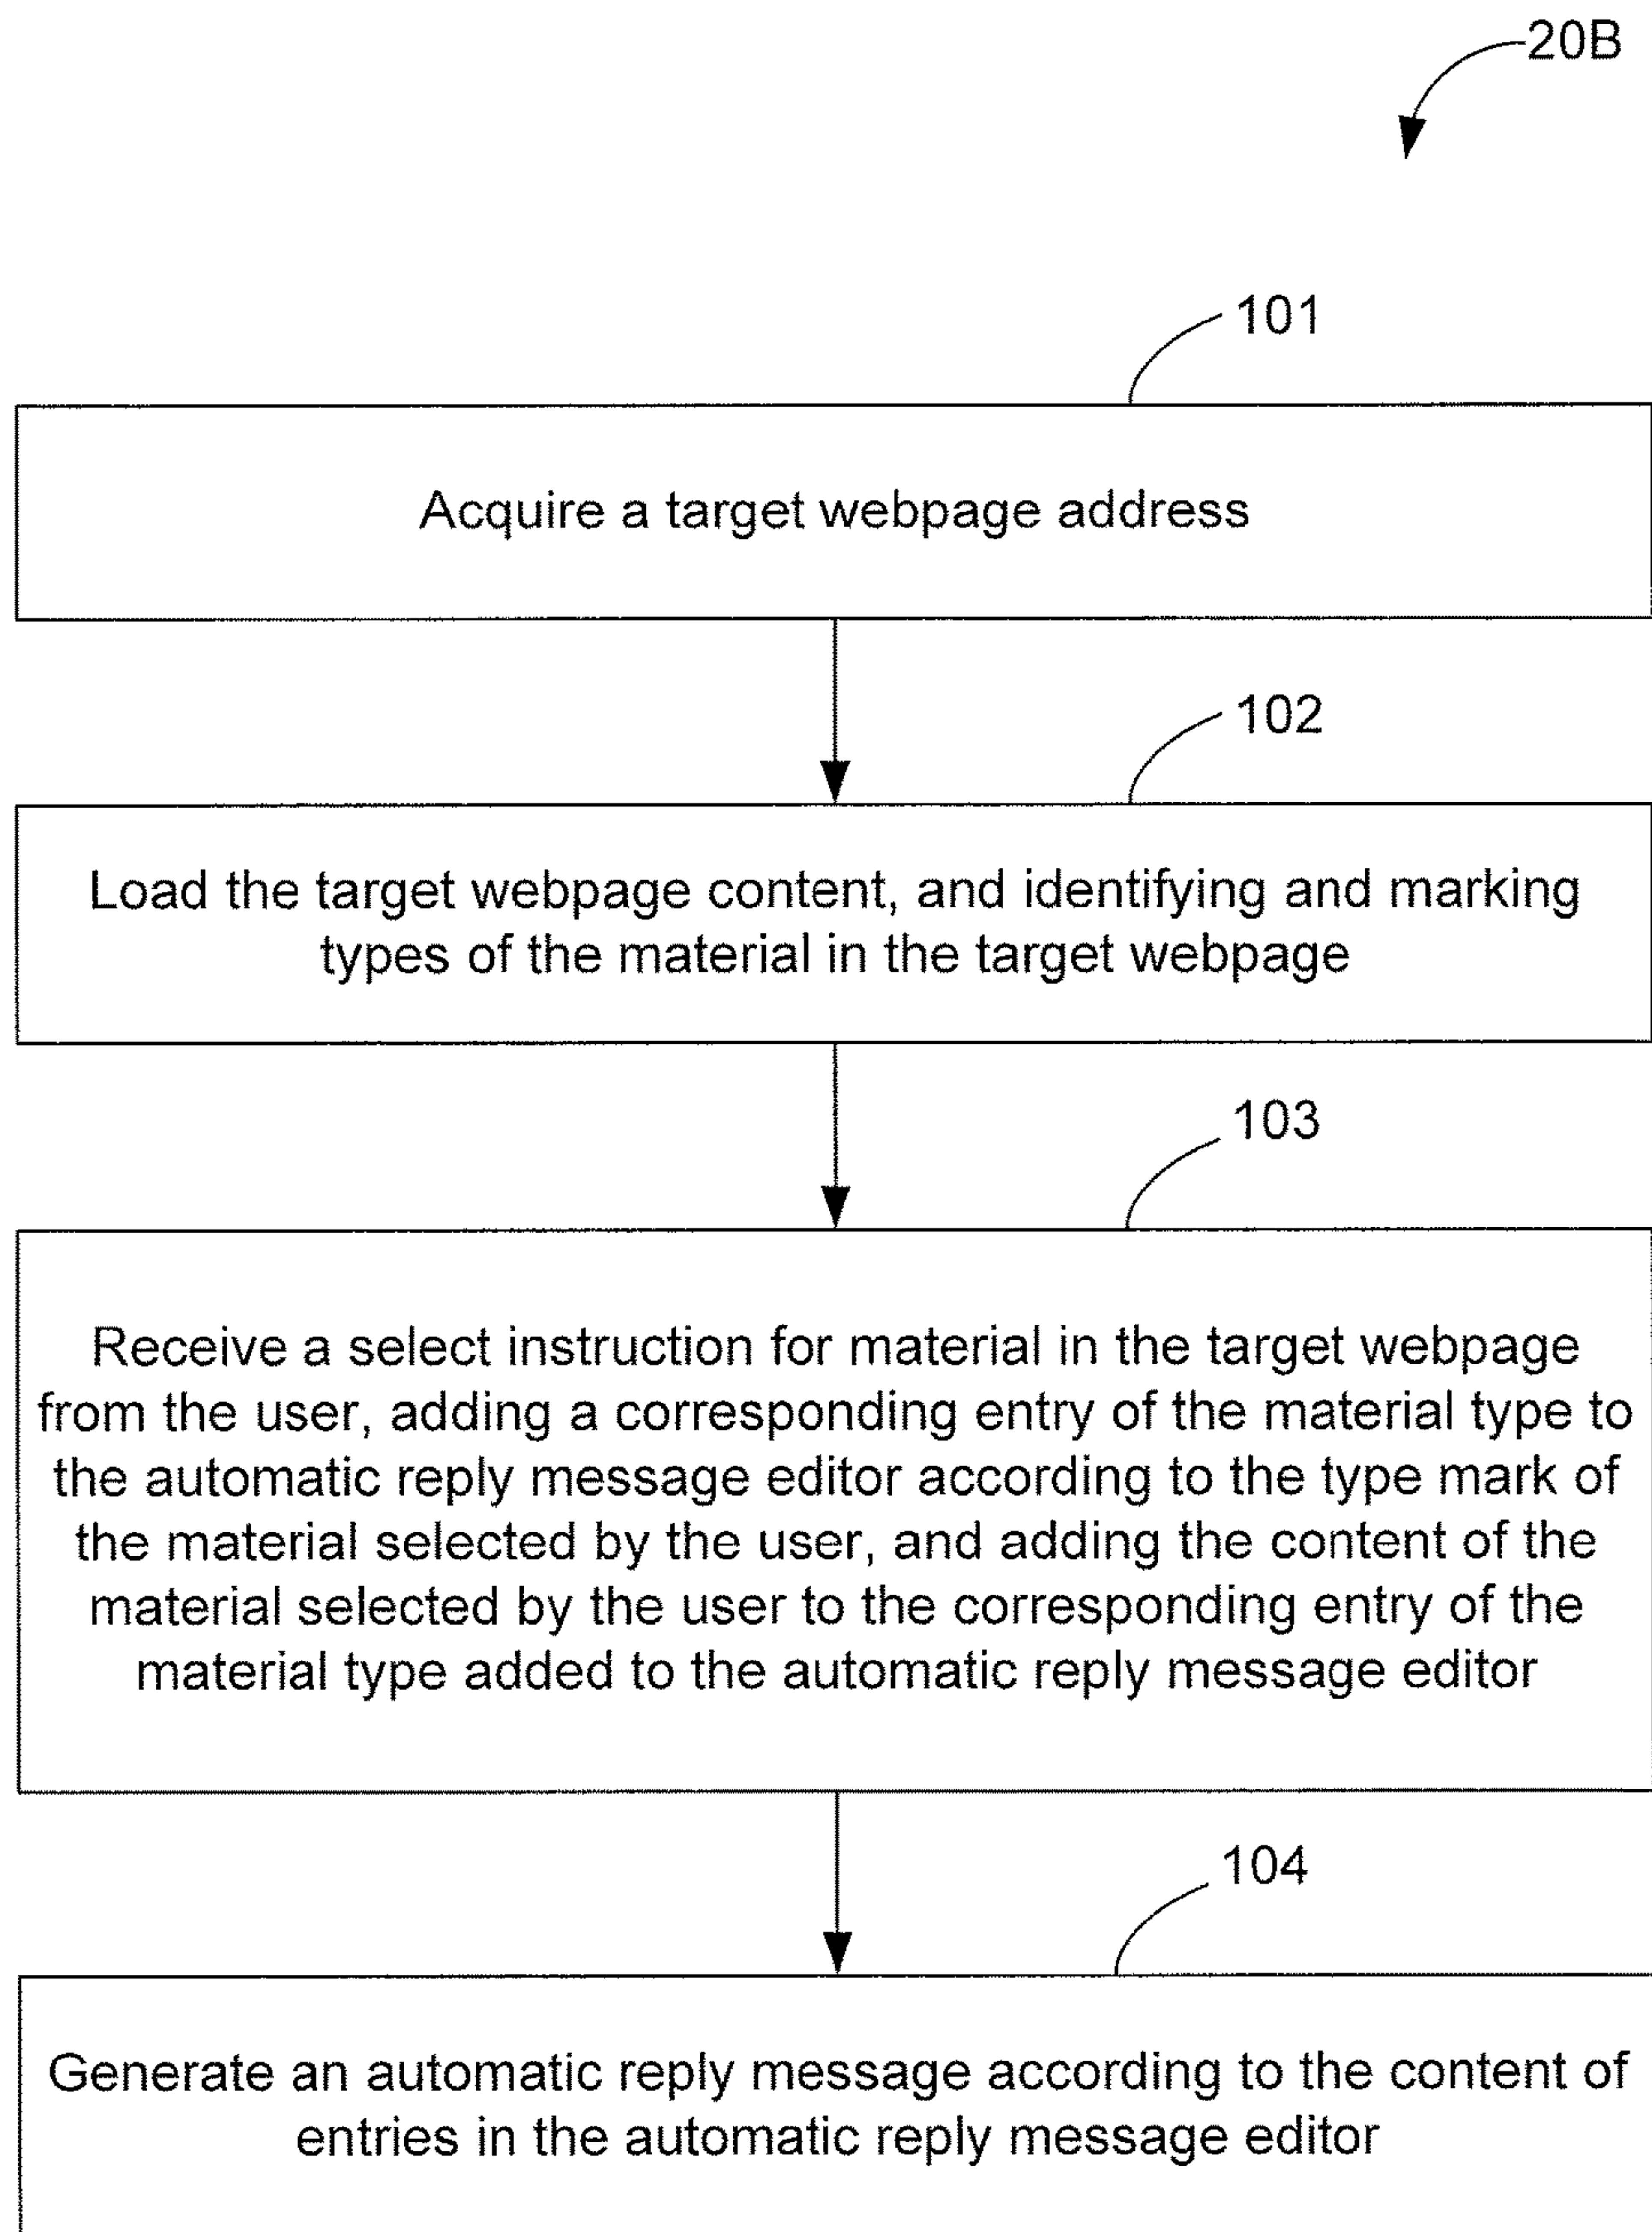 20B
101
Acquire a target webpage address
102
Load the target webpage content, and identifying and marking
types of the material in the target webpage
103
Receive a select instruction for material in the target webpage
from the user, adding a corresponding entry of the material type to
the automatic reply message editor according to the type mark of
the material selected by the user, and adding the content of the
material selected by the user to the corresponding entry of the
material type added to the automatic reply message editor
104
Generate an automatic reply message according to the content of
entries in the automatic reply message editor